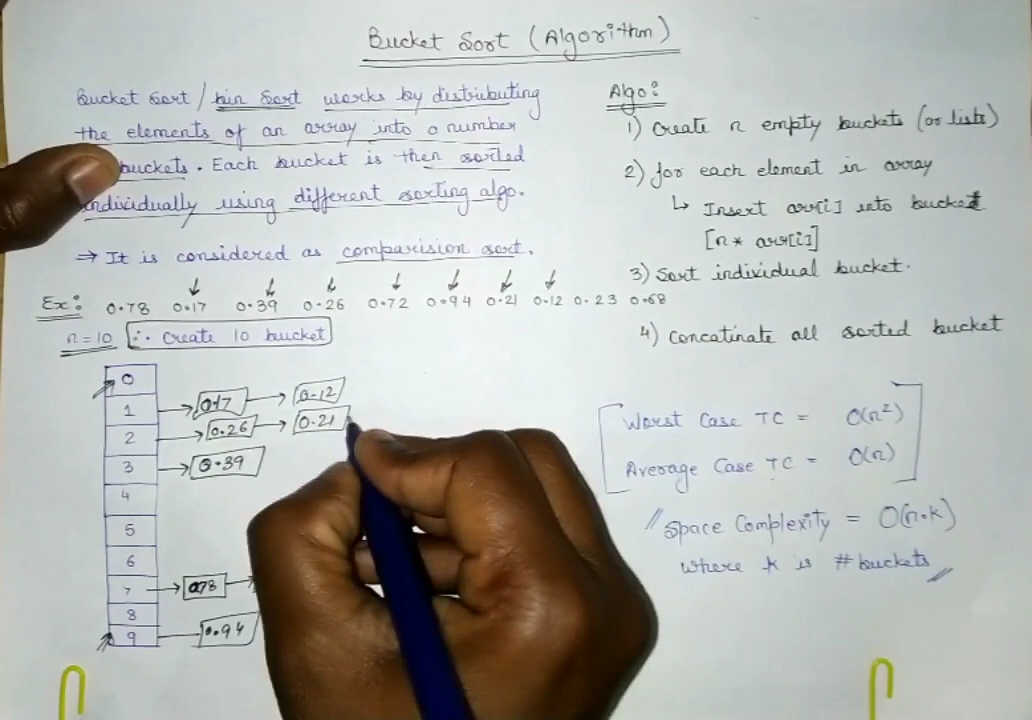 Bucket Sort (Algorithm)
Bucket Sort / bin Sort works by distributing
the elements of an array into a number
buckets. Each bucket is then sorted
individually using different sorting algo.
⇒ It is considered as comparision sort.
Ex: 0.78 0.17 0.39 0.26 0.72 0.94 0.21 0.12 0.23 0.68
n=10 ∴ Create 10 bucket
0
1 → 0.17 → 0.12
2 → 0.26 → 0.21
3 → 0.39
4
5
6
7 → 0.78 →
8
9 0.94
Algo:
1) Create n empty buckets (or lists)
2) for each element in array
↳ Insert arr[i] into bucket
[n * arr[i]]
3) Sort individual bucket.
4) Concatinate all sorted bucket
Worst Case TC = O(n²)
Average Case TC = O(n)
// Space Complexity = O(n.k)
where k is # buckets //